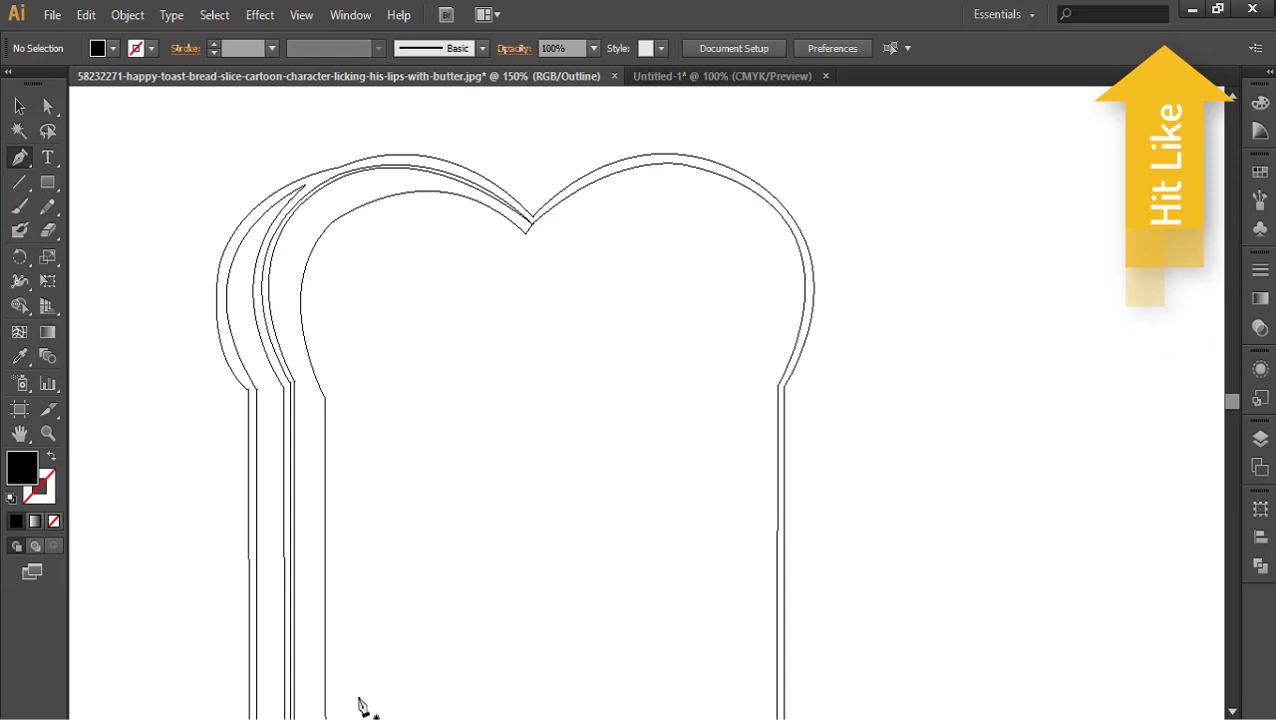 Ai File Edit Object Type Select Effect View Window Help Br Essentials
No Selection Stroke: Basic Opacity: 100% Style: Document Setup Preferences
58232271-happy-toast-bread-slice-cartoon-character-licking-his-lips-with-butter.jpg* @ 150% (RGB/Outline) × Untitled-1* @ 100% (CMYK/Preview) ×
Hit Like